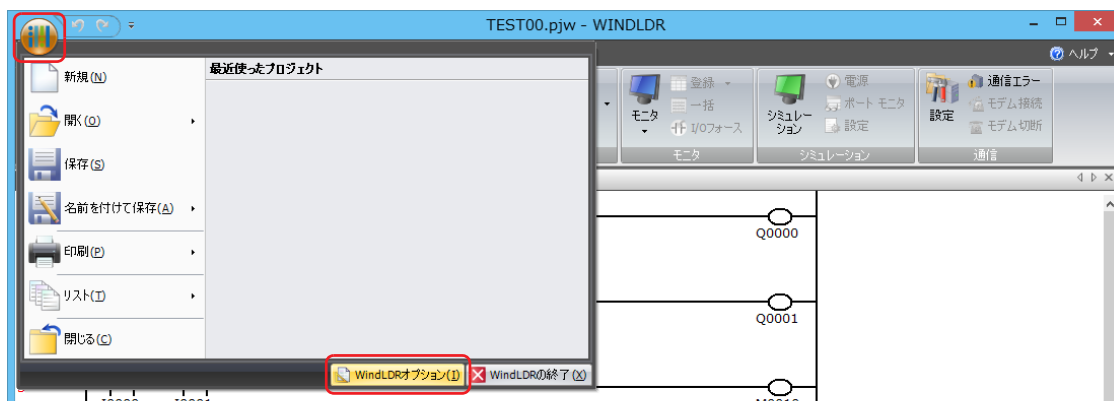 TEST00.pjw - WINDLDR
ヘルプ
新規(N)
最近使ったプロジェクト
開く(O)
保存(S)
名前を付けて保存(A)
印刷(P)
リスト(T)
閉じる(C)
WindLDRオプション(I)
WindLDRの終了(X)
モニタ
登録
一括
I/Oフォース
モニタ
シミュレー
ション
電源
ポート モニタ
設定
シミュレーション
設定
通信エラー
モデム接続
モデム切断
通信
Q0000
Q0001